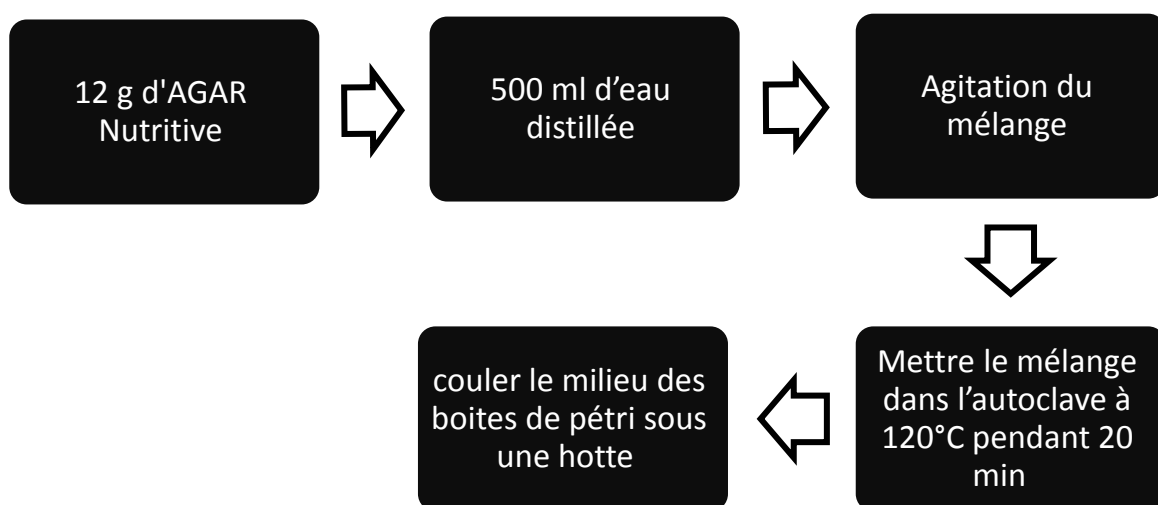 12 g d'AGAR
Nutritive
500 ml d’eau
distillée
Agitation du
mélange
Mettre le mélange
dans l’autoclave à
120°C pendant 20
min
couler le milieu des
boites de pétri sous
une hotte